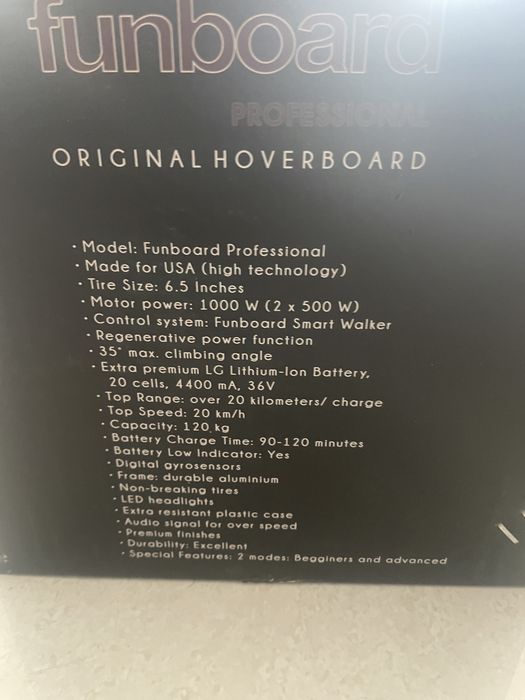 funboard
PROFESSIONAL
ORIGINAL HOVERBOARD
· Model: Funboard Professional
· Made for USA (high technology)
· Tire Size: 6.5 Inches
· Motor power: 1000 W (2 x 500 W)
· Control system: Funboard Smart Walker
· Regenerative power function
· 35° max. climbing angle
· Extra premium LG Lithium-Ion Battery,
20 cells, 4400 mA, 36V
· Top Range: over 20 kilometers/ charge
· Top Speed: 20 km/h
· Capacity: 120 kg
· Battery Charge Time: 90-120 minutes
· Battery Low Indicator: Yes
· Digital gyrosensors
· Frame: durable aluminium
· Non-breaking tires
· LED headlights
· Extra resistant plastic case
· Audio signal for over speed
· Premium finishes
· Durability: Excellent
· Special Features: 2 modes: Begginers and advanced